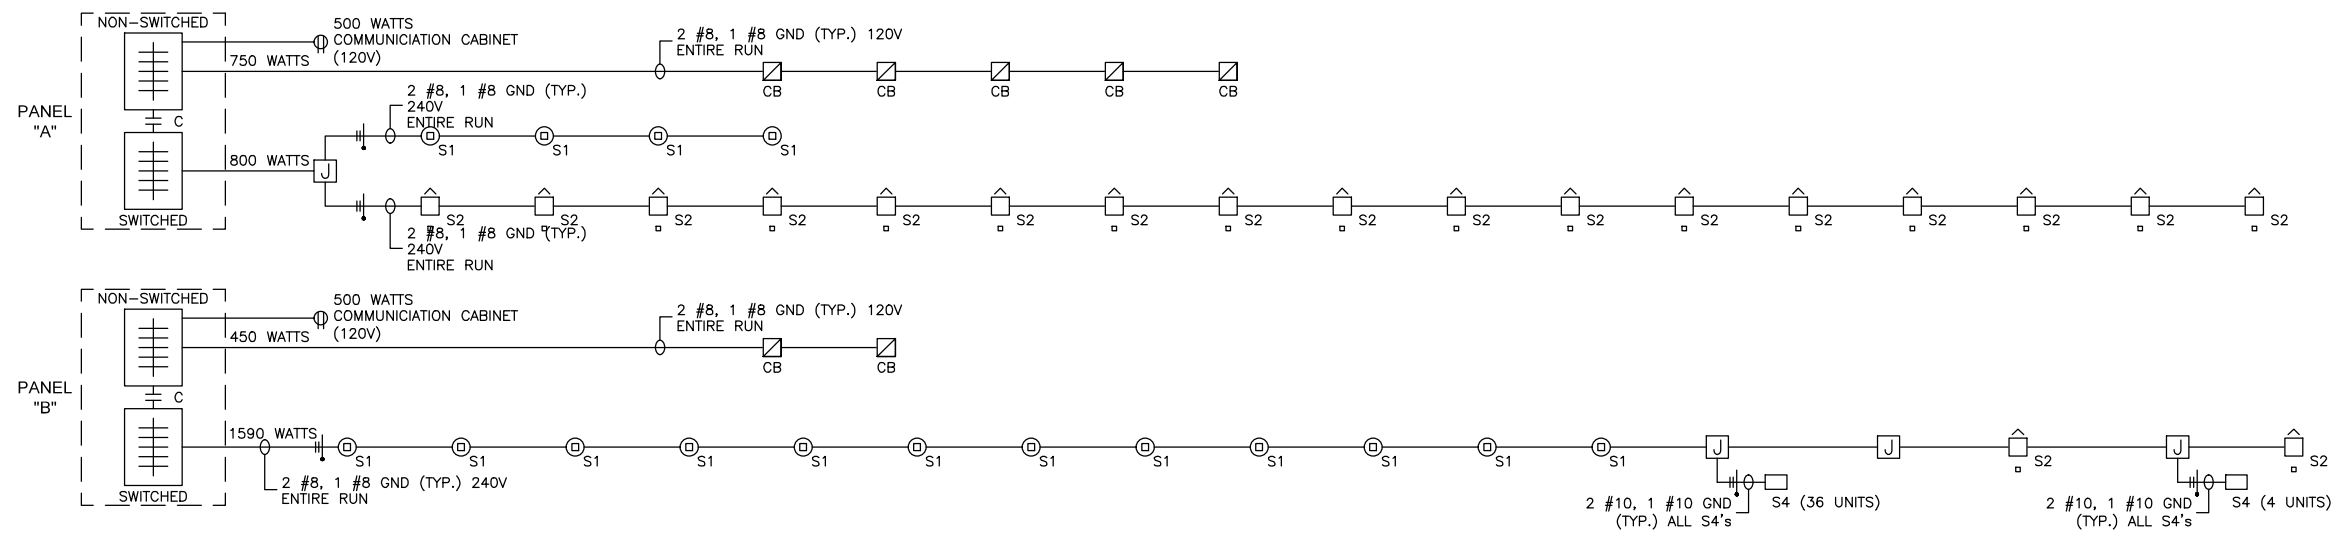 NON-SWITCHED
500 WATTS
COMMUNICIATION CABINET
(120V)
750 WATTS
2 #8, 1 #8 GND (TYP.) 120V
ENTIRE RUN
CB CB CB CB CB
PANEL
"A"
C
2 #8, 1 #8 GND (TYP.)
240V
ENTIRE RUN
S1 S1 S1 S1
800 WATTS
J
S2 S2 S2 S2 S2 S2 S2 S2 S2 S2 S2 S2 S2 S2 S2 S2 S2
SWITCHED
2 #8, 1 #8 GND (TYP.)
240V
ENTIRE RUN
NON-SWITCHED
500 WATTS
COMMUNICIATION CABINET
(120V)
450 WATTS
2 #8, 1 #8 GND (TYP.) 120V
ENTIRE RUN
CB CB
PANEL
"B"
C
1590 WATTS
J J J
S1 S1 S1 S1 S1 S1 S1 S1 S1 S1 S1 S1 S2 S2
SWITCHED
2 #8, 1 #8 GND (TYP.) 240V
ENTIRE RUN
2 #10, 1 #10 GND
(TYP.) ALL S4's
S4 (36 UNITS)
2 #10, 1 #10 GND
(TYP.) ALL S4's
S4 (4 UNITS)